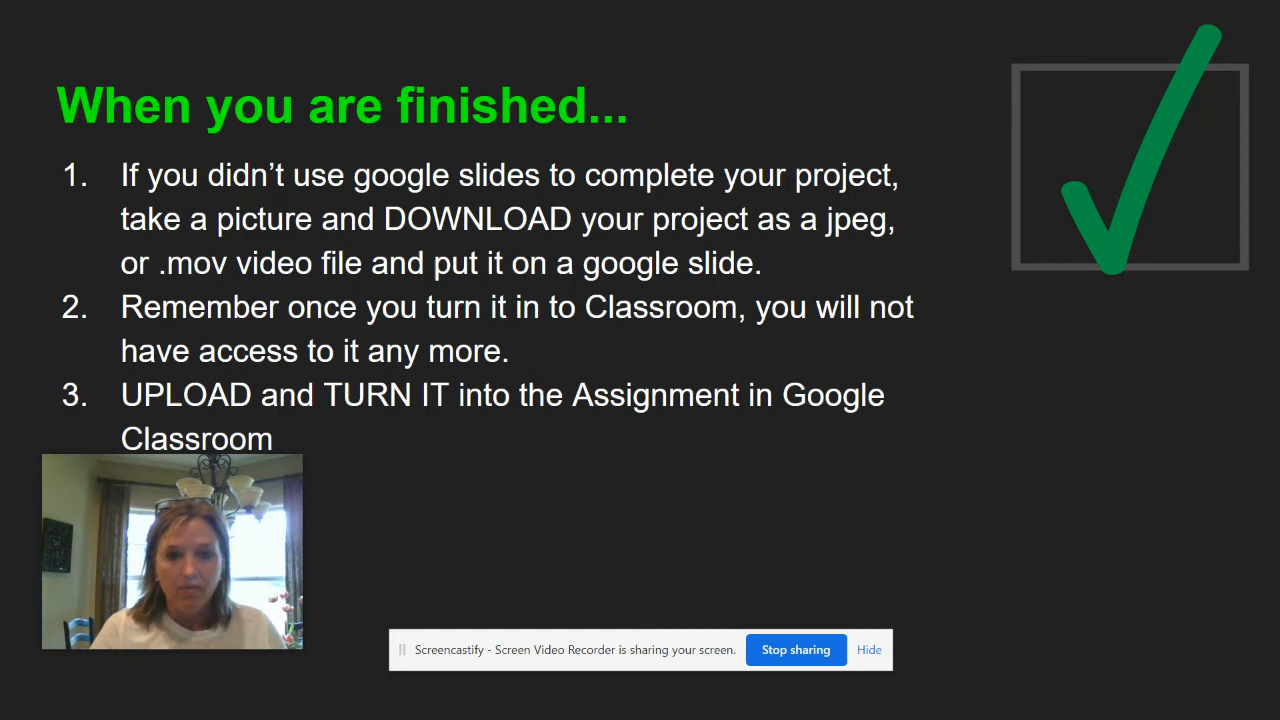 When you are finished...
1. If you didn’t use google slides to complete your project,
take a picture and DOWNLOAD your project as a jpeg,
or .mov video file and put it on a google slide.
2. Remember once you turn it in to Classroom, you will not
have access to it any more.
3. UPLOAD and TURN IT into the Assignment in Google
Classroom
Screencastify - Screen Video Recorder is sharing your screen. Stop sharing Hide